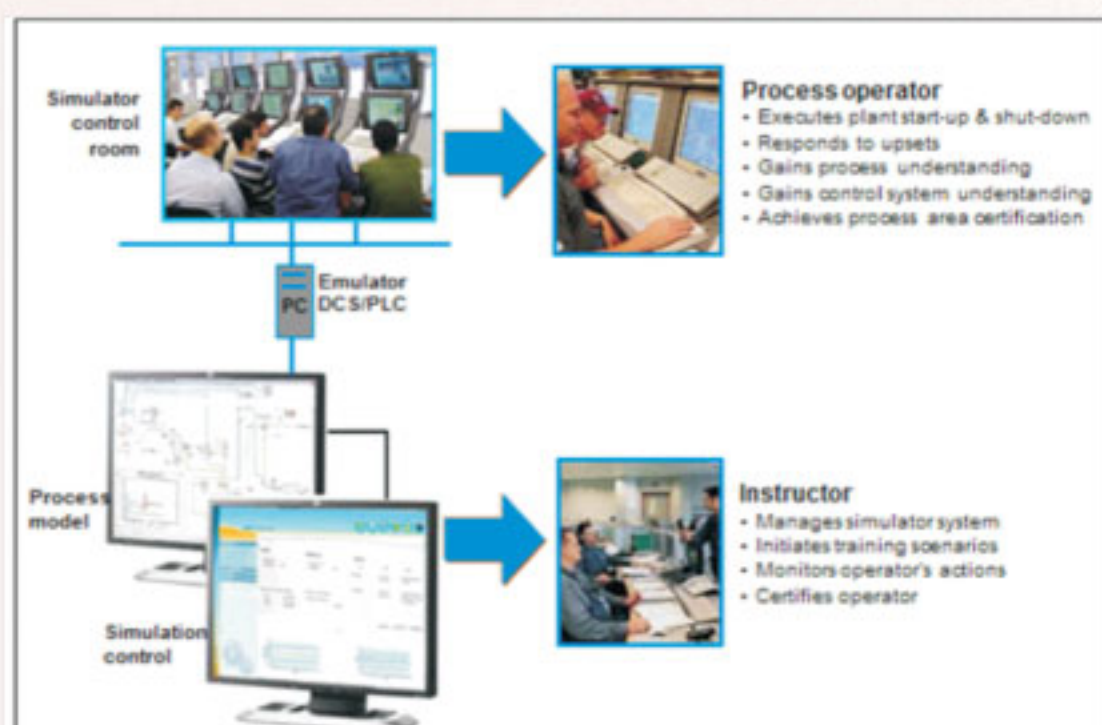 Simulator
control
room
Process operator
- Executes plant start-up & shut-down
- Responds to upsets
- Gains process understanding
- Gains control system understanding
- Achieves process area certification
PC
Emulator
DCS/PLC
Process
model
Simulation
control
Instructor
- Manages simulator system
- Initiates training scenarios
- Monitors operator's actions
- Certifies operator